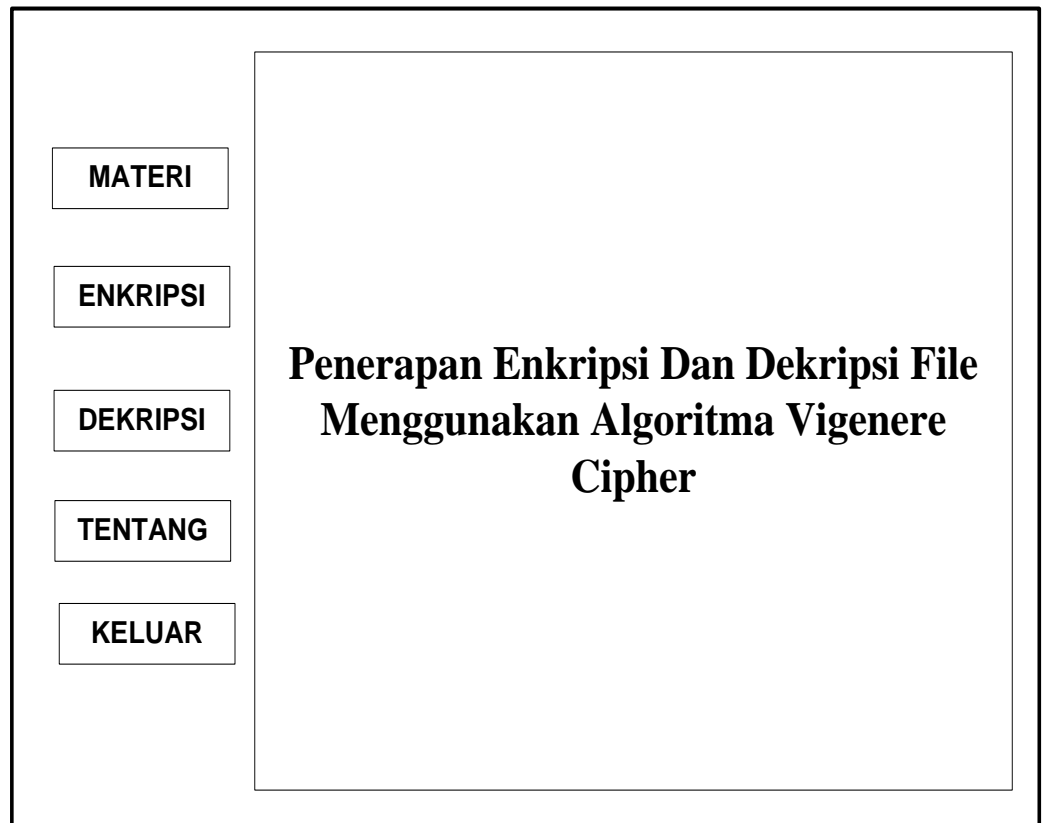 MATERI
ENKRIPSI
DEKRIPSI
TENTANG
KELUAR
Penerapan Enkripsi Dan Dekripsi File
Menggunakan Algoritma Vigenere
Cipher